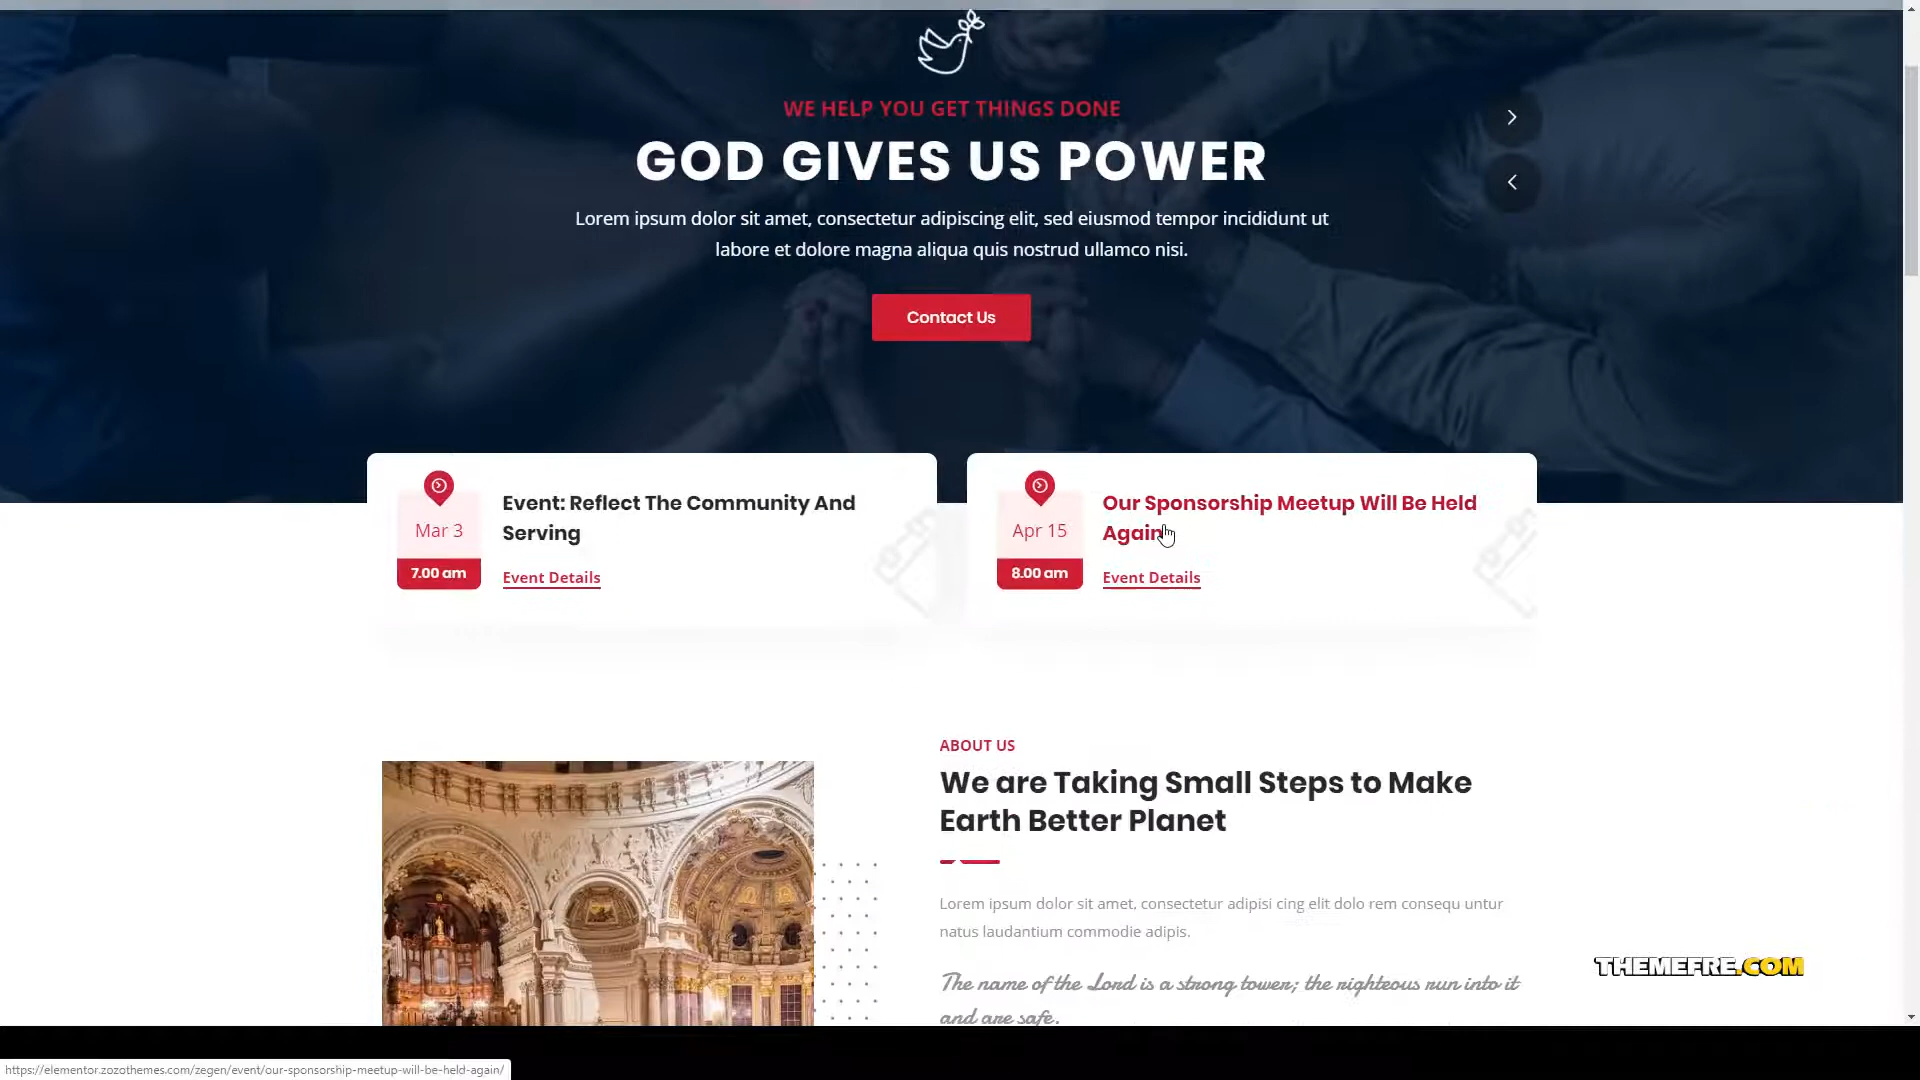 WE HELP YOU GET THINGS DONE
GOD GIVES US POWER
Lorem ipsum dolor sit amet, consectetur adipiscing elit, sed eiusmod tempor incididunt ut
labore et dolore magna aliqua quis nostrud ullamco nisi.
Contact Us
Mar 3
7.00 am
Event: Reflect The Community And
Serving
Event Details
Apr 15
8.00 am
Our Sponsorship Meetup Will Be Held
Again
Event Details
ABOUT US
We are Taking Small Steps to Make
Earth Better Planet
Lorem ipsum dolor sit amet, consectetur adipisi cing elit dolo rem consequ untur
natus laudantium commodie adipis.
The name of the Lord is a strong tower; the righteous run into it
and are safe.
THEMEFRE.COM
https://elementor.zozothemes.com/zegen/event/our-sponsorship-meetup-will-be-held-again/